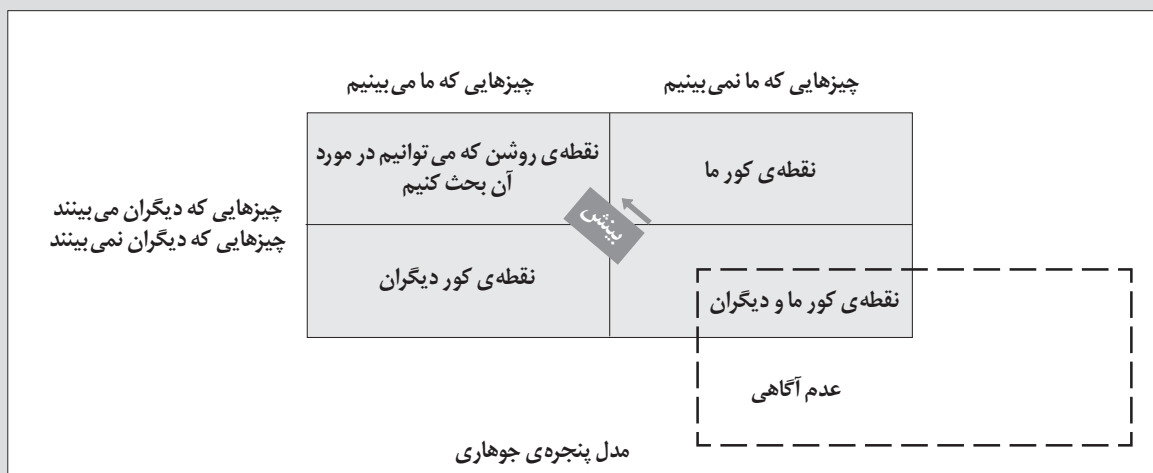 چیزهایی که ما نمی‌بینیم
چیزهایی که ما می‌بینیم
نقطه‌ی کور ما
نقطه‌ی روشن که می‌توانیم در مورد
آن بحث کنیم
بینش
چیزهایی که دیگران می‌بینند
چیزهایی که دیگران نمی‌بینند
نقطه‌ی کور دیگران
نقطه‌ی کور ما و دیگران
عدم آگاهی
مدل پنجره‌ی جوهاری